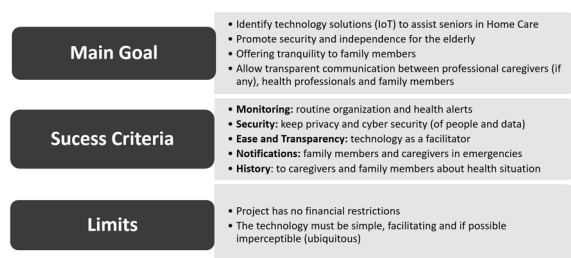 Main Goal
• Identify technology solutions (IoT) to assist seniors in Home Care
• Promote security and independence for the elderly
• Offering tranquility to family members
• Allow transparent communication between professional caregivers (if
any), health professionals and family members
Sucess Criteria
• Monitoring: routine organization and health alerts
• Security: keep privacy and cyber security (of people and data)
• Ease and Transparency: technology as a facilitator
• Notifications: family members and caregivers in emergencies
• History: to caregivers and family members about health situation
Limits
• Project has no financial restrictions
• The technology must be simple, facilitating and if possible
imperceptible (ubiquitous)